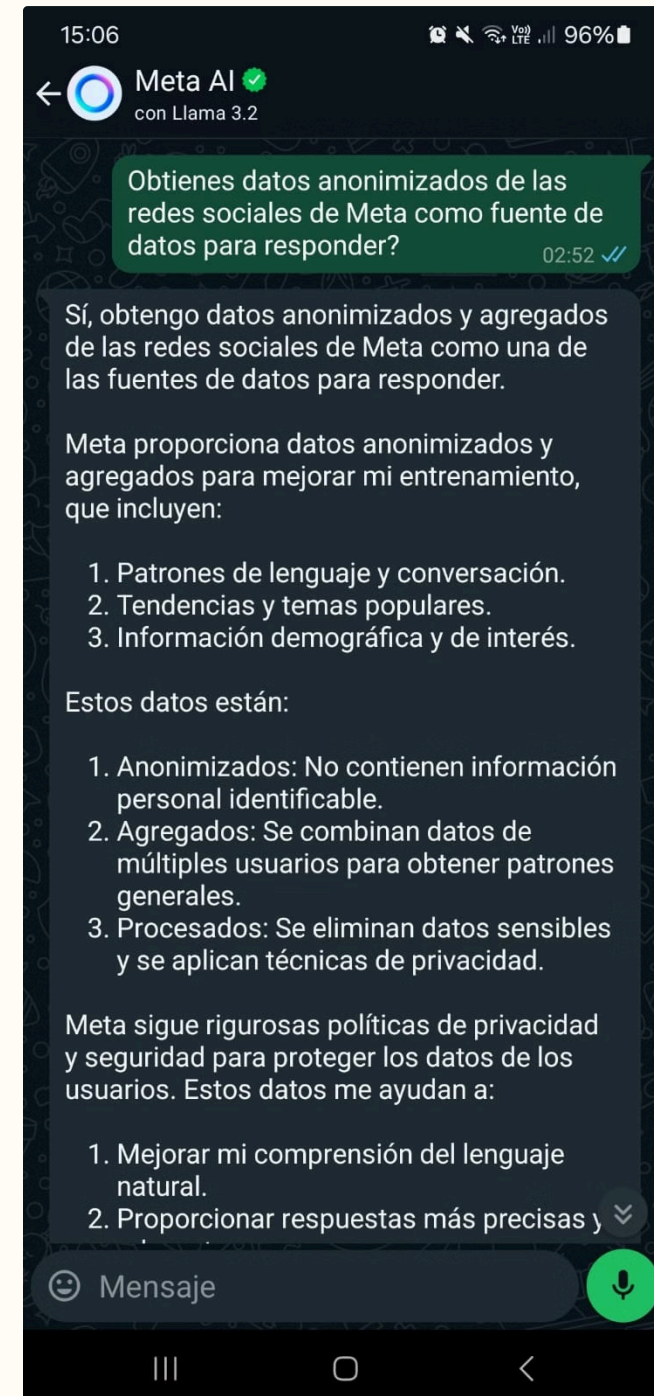 15:06
Vo))
LTE
96%
Meta AI
con Llama 3.2
Obtienes datos anonimizados de las
redes sociales de Meta como fuente de
datos para responder?
02:52
Sí, obtengo datos anonimizados y agregados
de las redes sociales de Meta como una de
las fuentes de datos para responder.
Meta proporciona datos anonimizados y
agregados para mejorar mi entrenamiento,
que incluyen:
1. Patrones de lenguaje y conversación.
2. Tendencias y temas populares.
3. Información demográfica y de interés.
Estos datos están:
1. Anonimizados: No contienen información
personal identificable.
2. Agregados: Se combinan datos de
múltiples usuarios para obtener patrones
generales.
3. Procesados: Se eliminan datos sensibles
y se aplican técnicas de privacidad.
Meta sigue rigurosas políticas de privacidad
y seguridad para proteger los datos de los
usuarios. Estos datos me ayudan a:
1. Mejorar mi comprensión del lenguaje
natural.
2. Proporcionar respuestas más precisas y
Mensaje